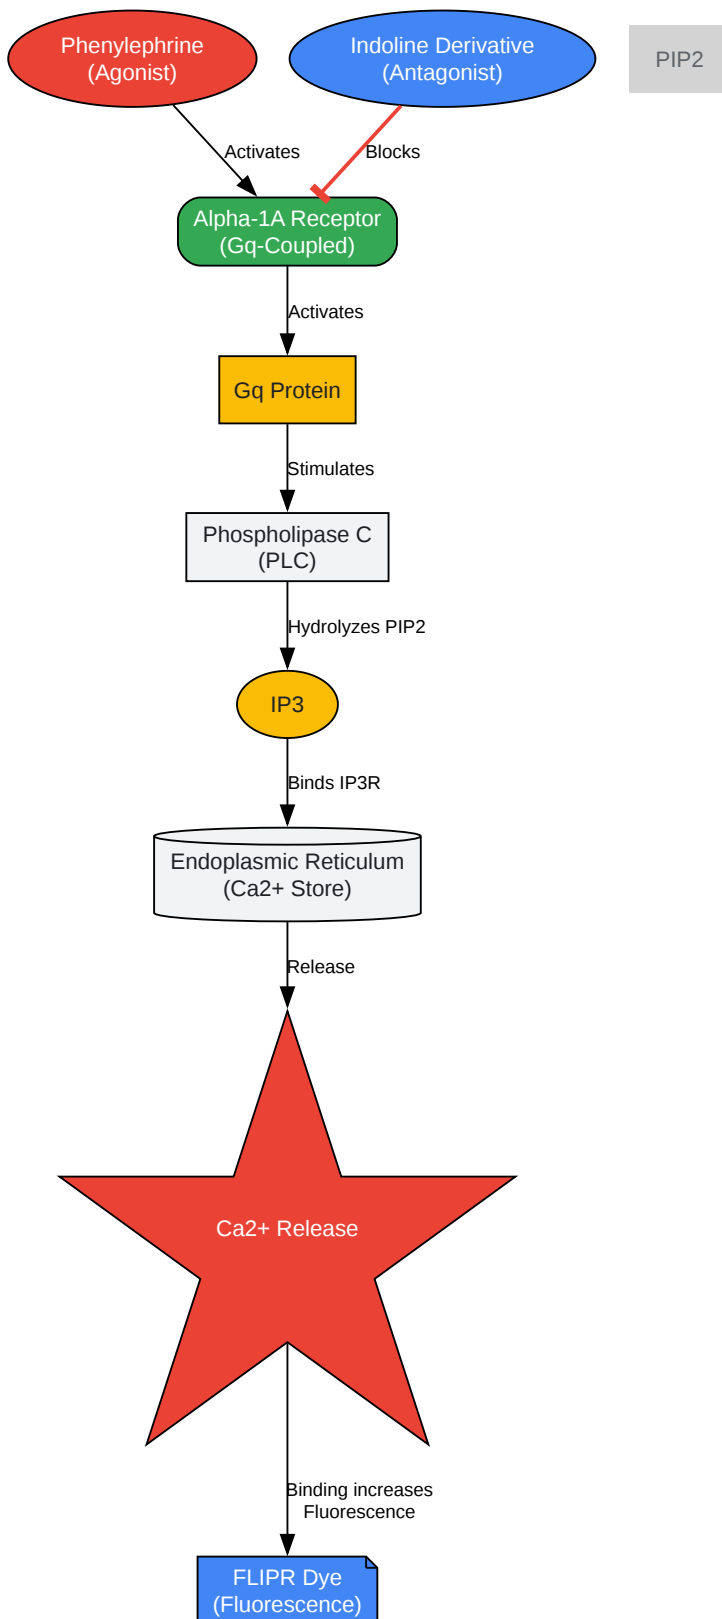 Phenylephrine
(Agonist)
Indoline Derivative
(Antagonist)
PIP2
Activates
Blocks
Alpha-1A Receptor
(Gq-Coupled)
Activates
Gq Protein
Stimulates
Phospholipase C
(PLC)
Hydrolyzes PIP2
IP3
Binds IP3R
Endoplasmic Reticulum
(Ca2+ Store)
Release
Ca2+ Release
Binding increases
Fluorescence
FLIPR Dye
(Fluorescence)